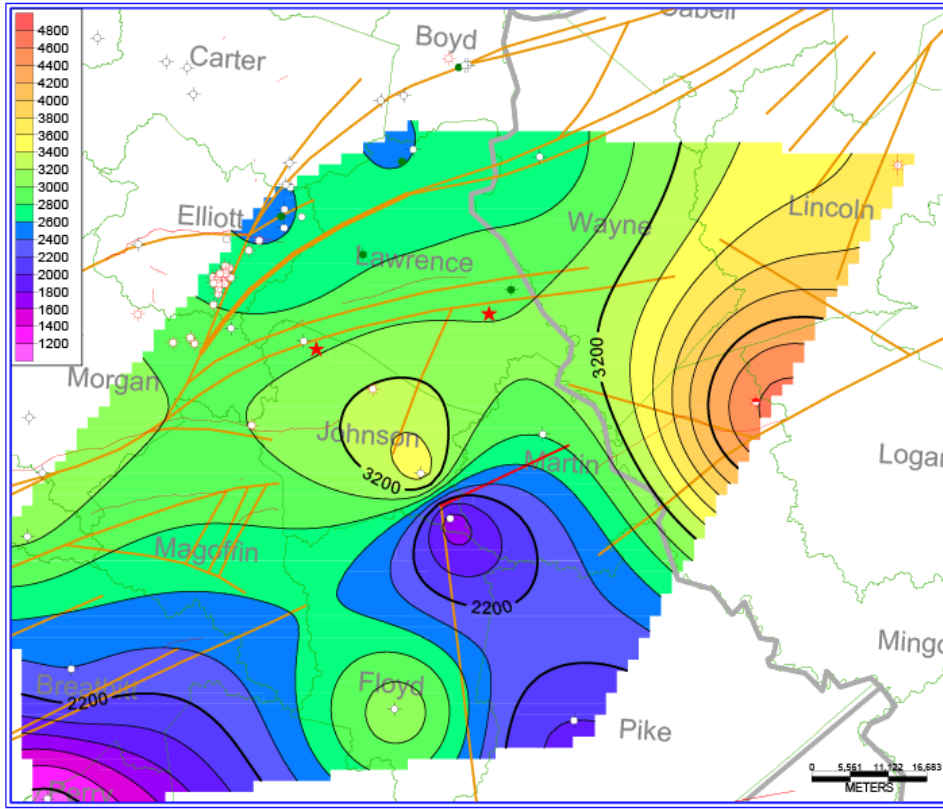 4800
4600
4400
4200
4000
3800
3600
3400
3200
3000
2800
2600
2400
2200
2000
1800
1600
1400
1200
Cabell
Boyd
Carter
Elliott
Wayne
Lincoln
Lawrence
3200
Morgan
Johnson
3200
Martin
Logan
Magoffin
2200
Mingo
Floyd
Breathitt
2200
Pike
Perry
0 5,561 11,122 16,683
METERS